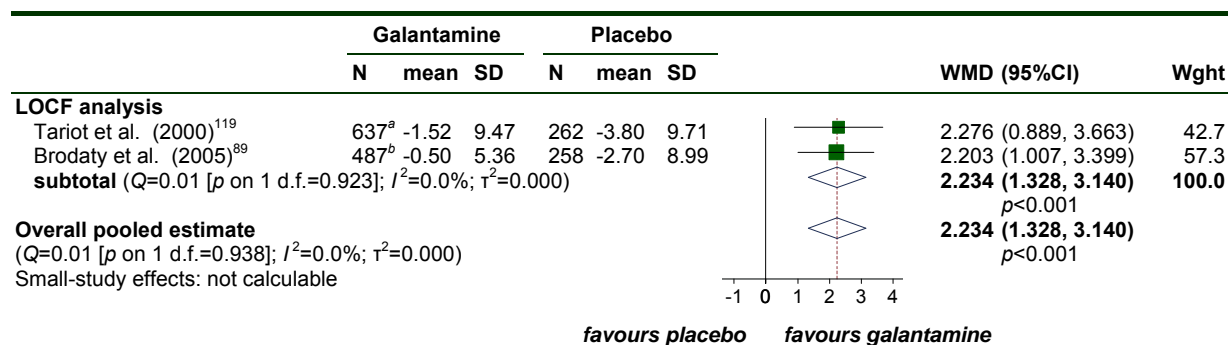 Galantamine Placebo
N mean SD N mean SD WMD (95%CI) Wght
LOCF analysis
Tariot et al. (2000)119 637a -1.52 9.47 262 -3.80 9.71 2.276 (0.889, 3.663) 42.7
Brodaty et al. (2005)89 487b -0.50 5.36 258 -2.70 8.99 2.203 (1.007, 3.399) 57.3
subtotal (Q=0.01 [p on 1 d.f.=0.923]; I²=0.0%; τ²=0.000) 2.234 (1.328, 3.140) 100.0
p<0.001
Overall pooled estimate 2.234 (1.328, 3.140)
(Q=0.01 [p on 1 d.f.=0.938]; I²=0.0%; τ²=0.000) p<0.001
Small-study effects: not calculable
-1 0 1 2 3 4
favours placebo favours galantamine